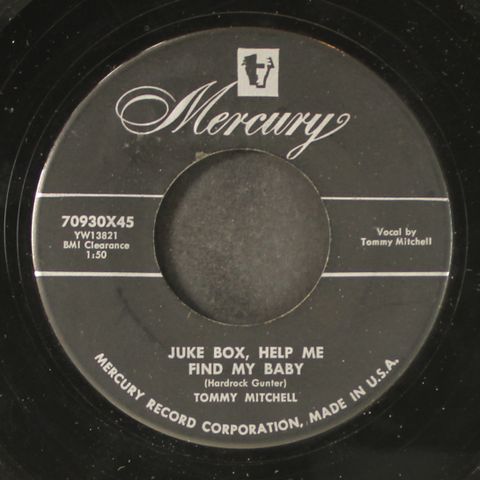 Mercury
70930X45
YW13821
BMI Clearance
1:50
Vocal by
Tommy Mitchell
JUKE BOX, HELP ME
FIND MY BABY
(Hardrock Gunter)
TOMMY MITCHELL
MERCURY RECORD CORPORATION, MADE IN U.S.A.